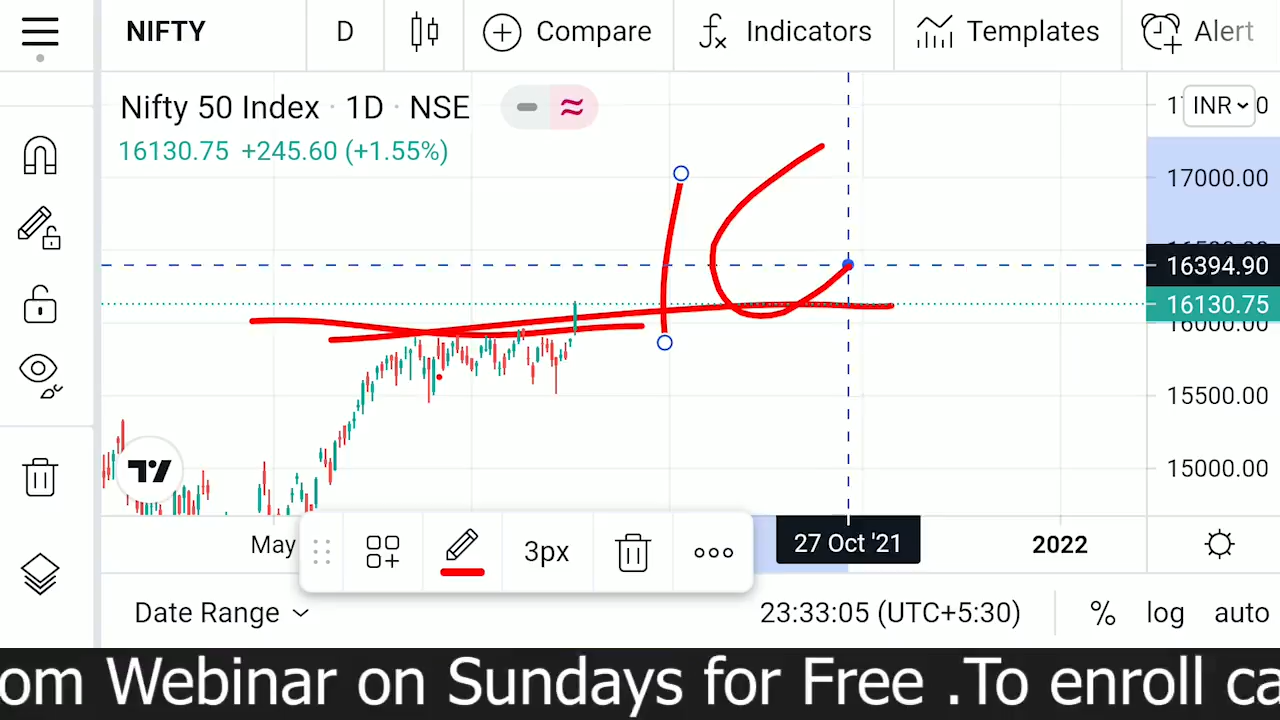 NIFTY D Compare Indicators Templates Alert
Nifty 50 Index · 1D · NSE
INR
16130.75 +245.60 (+1.55%)
17000.00
16394.90
16130.75
16000.00
15500.00
15000.00
May 3px 27 Oct '21 2022
Date Range 23:33:05 (UTC+5:30) % log auto
om Webinar on Sundays for Free .To enroll ca